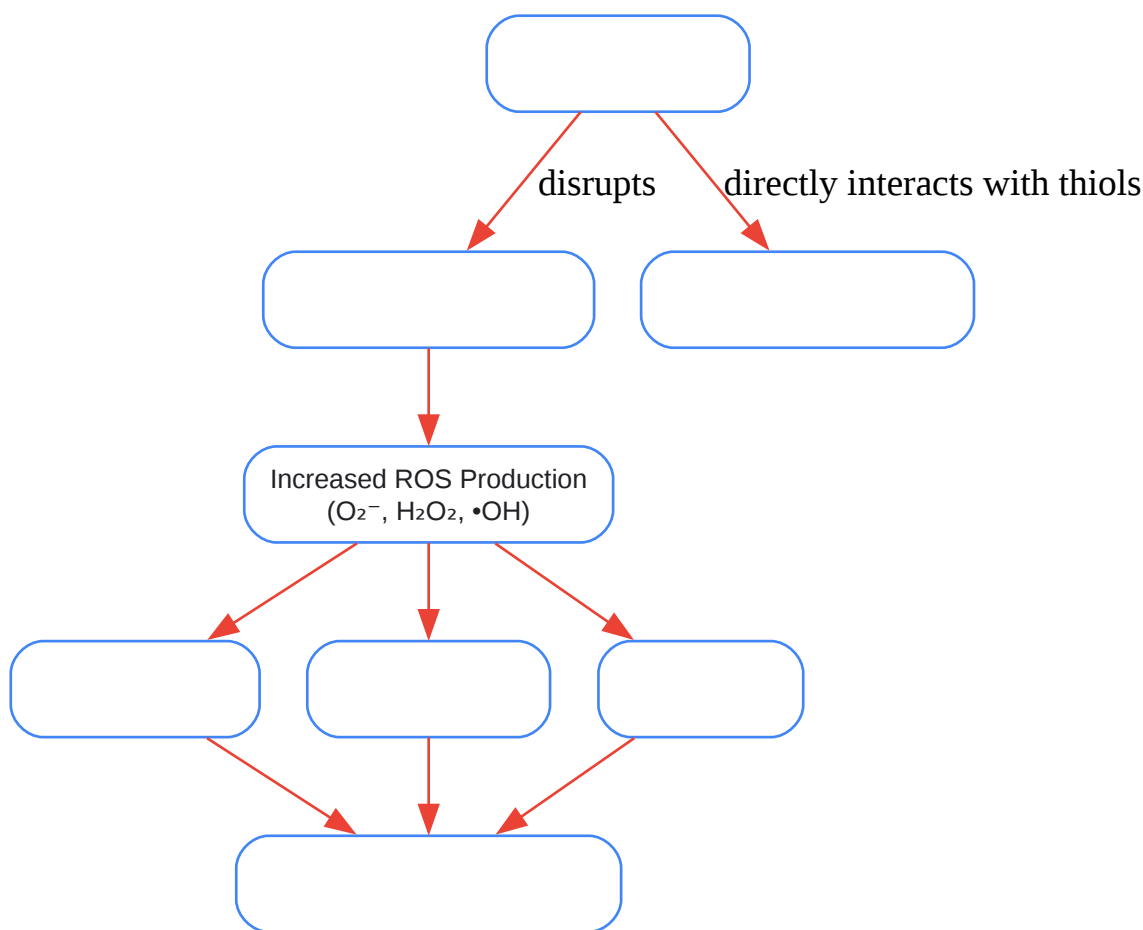 disrupts
directly interacts with thiols
Increased ROS Production
(O₂⁻, H₂O₂, •OH)